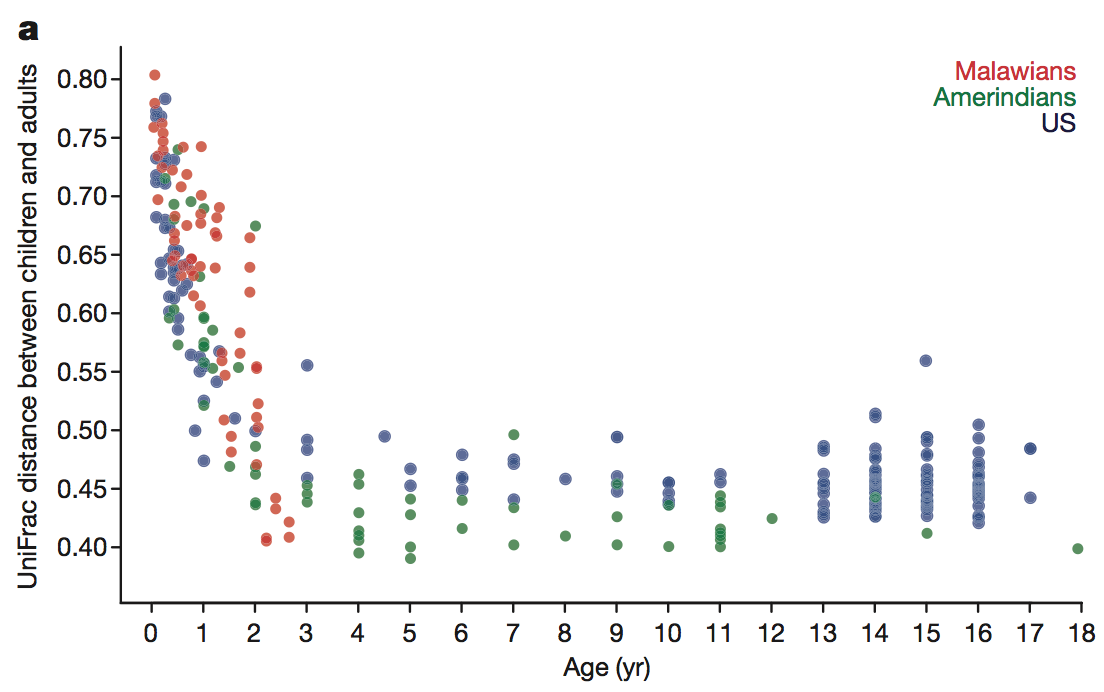 a
UniFrac distance between children and adults
0.80
0.75
0.70
0.65
0.60
0.55
0.50
0.45
0.40
Malawians
Amerindians
US
0 1 2 3 4 5 6 7 8 9 10 11 12 13 14 15 16 17 18
Age (yr)